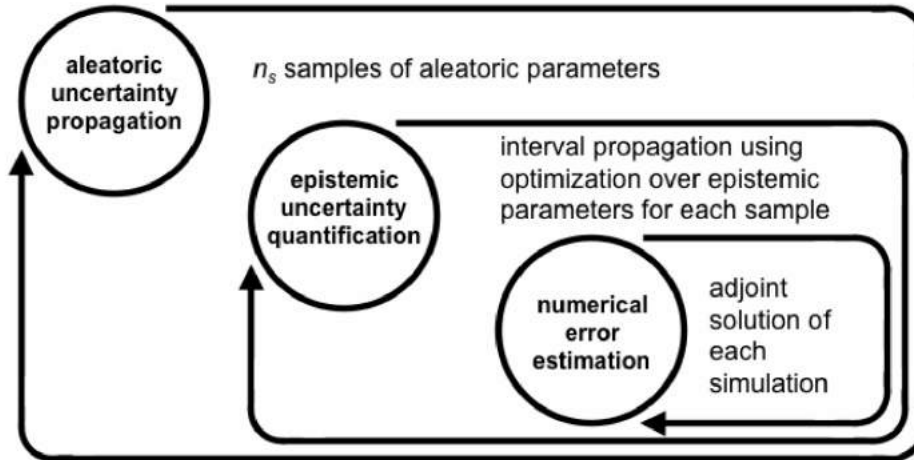 aleatoric
uncertainty
propagation
n_s samples of aleatoric parameters
epistemic
uncertainty
quantification
interval propagation using
optimization over epistemic
parameters for each sample
numerical
error
estimation
adjoint
solution of
each
simulation